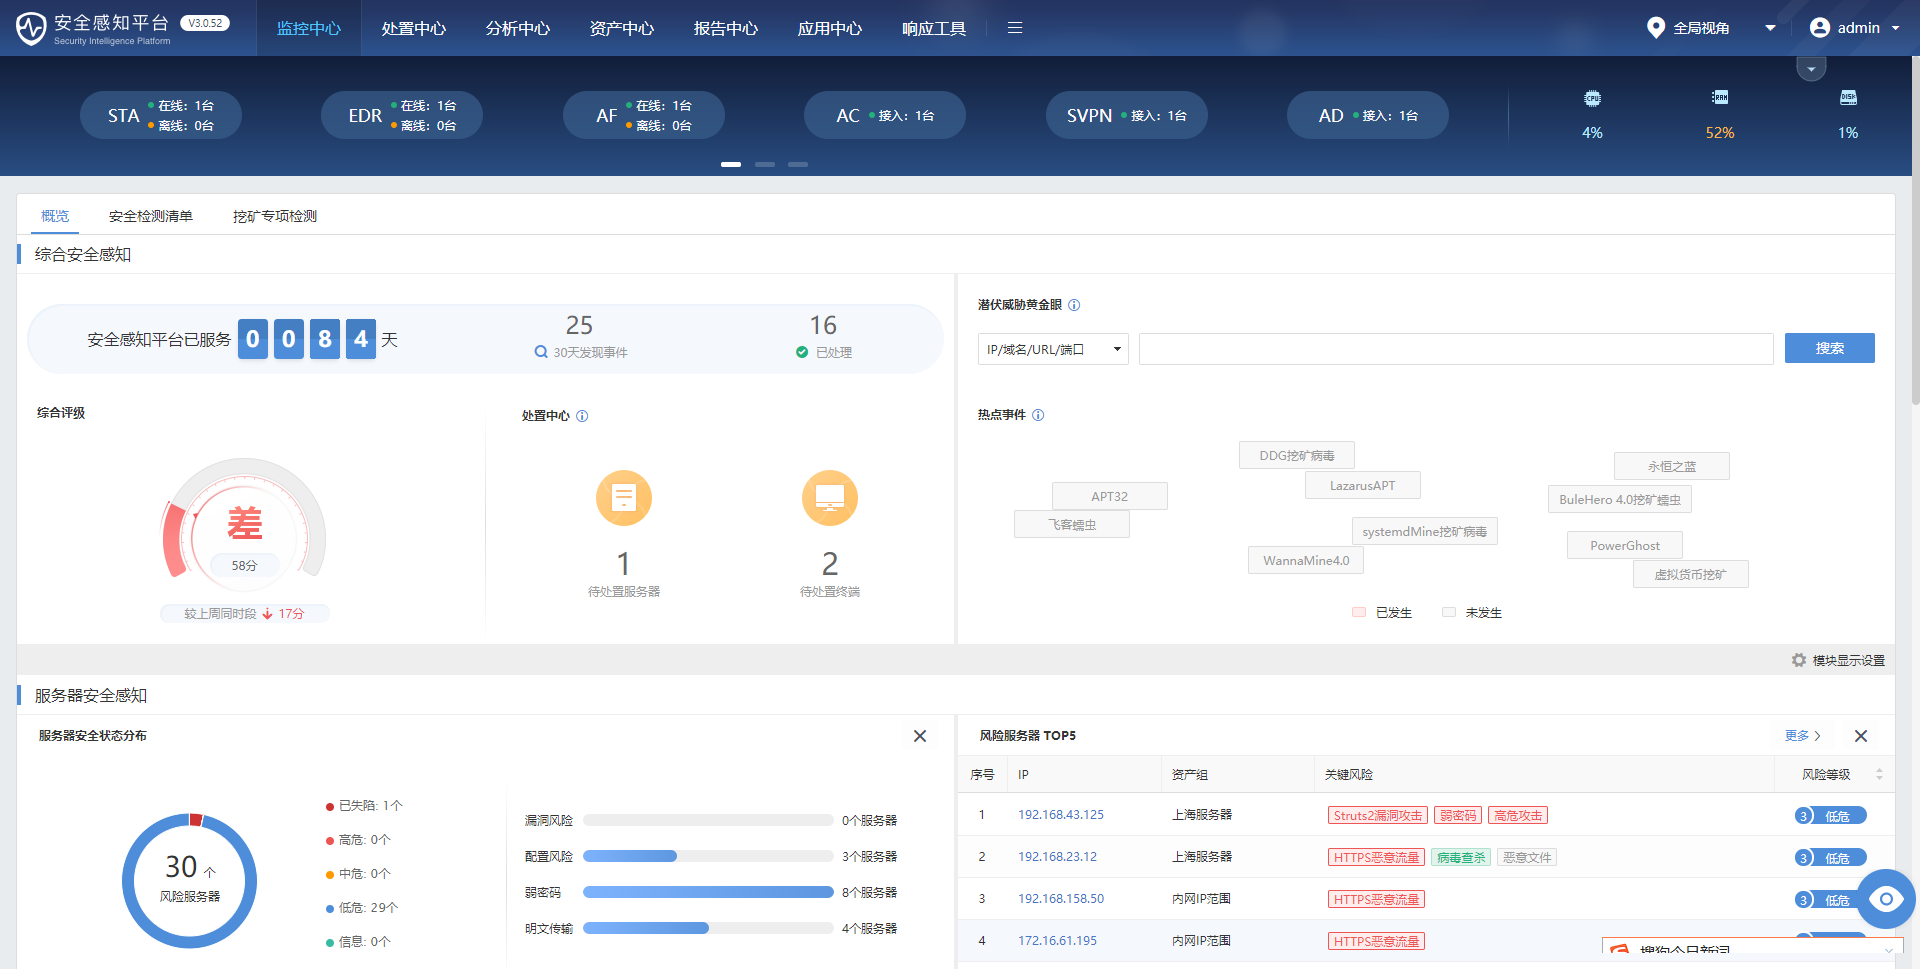 安全感知平台 V3.0.52
Security Intelligence Platform
监控中心 处置中心 分析中心 资产中心 报告中心 应用中心 响应工具
全局视角 admin
STA 在线: 1台 离线: 0台
EDR 在线: 1台 离线: 0台
AF 在线: 1台 离线: 0台
AC 接入: 1台
SVPN 接入: 1台
AD 接入: 1台
CPU 4%
RAM 52%
DISK 1%
概览 安全检测清单 挖矿专项检测
综合安全感知
安全感知平台已服务 0 0 8 4 天
25
30天发现事件
16
已处理
综合评级
差
58分
较上周同时段 17分
处置中心
1
待处置服务器
2
待处置终端
潜伏威胁黄金眼
IP/域名/URL/端口 搜索
热点事件
DDG挖矿病毒
永恒之蓝
LazarusAPT
APT32
BuleHero 4.0挖矿蠕虫
飞客蠕虫
systemdMine挖矿病毒
PowerGhost
WannaMine4.0
虚拟货币挖矿
已发生 未发生
模块显示设置
服务器安全感知
服务器安全状态分布
30 个
风险服务器
已失陷: 1个
高危: 0个
中危: 0个
低危: 29个
信息: 0个
漏洞风险 0个服务器
配置风险 3个服务器
弱密码 8个服务器
明文传输 4个服务器
风险服务器 TOP5 更多
序号 IP 资产组 关键风险 风险等级
1 192.168.43.125 上海服务器 Struts2漏洞攻击 弱密码 高危攻击 3 低危
2 192.168.23.12 上海服务器 HTTPS恶意流量 病毒查杀 恶意文件 3 低危
3 192.168.158.50 内网IP范围 HTTPS恶意流量 3 低危
4 172.16.61.195 内网IP范围 HTTPS恶意流量
搜狗今日新词